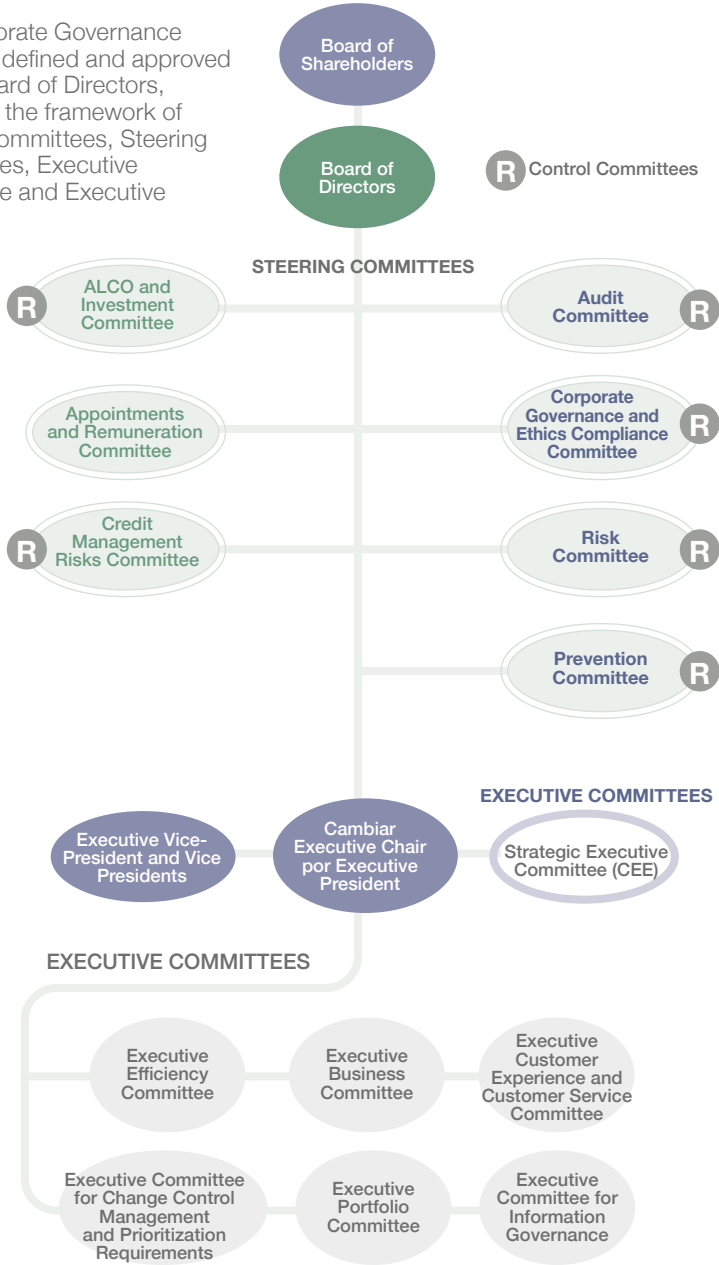 orate Governance
defined and approved
ard of Directors,
the framework of
ommittees, Steering
es, Executive
e and Executive
Board of
Shareholders
Board of
Directors
R Control Committees
STEERING COMMITTEES
R
ALCO and
Investment
Committee
Audit
Committee
R
Appointments
and Remuneration
Committee
Corporate
Governance and
Ethics Compliance
Committee
R
R
Credit
Management
Risks Committee
Risk
Committee
R
Prevention
Committee
R
EXECUTIVE COMMITTEES
Executive Vice-
President and Vice
Presidents
Cambiar
Executive Chair
por Executive
President
Strategic Executive
Committee (CEE)
EXECUTIVE COMMITTEES
Executive
Efficiency
Committee
Executive
Business
Committee
Executive
Customer
Experience and
Customer Service
Committee
Executive Committee
for Change Control
Management
and Prioritization
Requirements
Executive
Portfolio
Committee
Executive
Committee for
Information
Governance